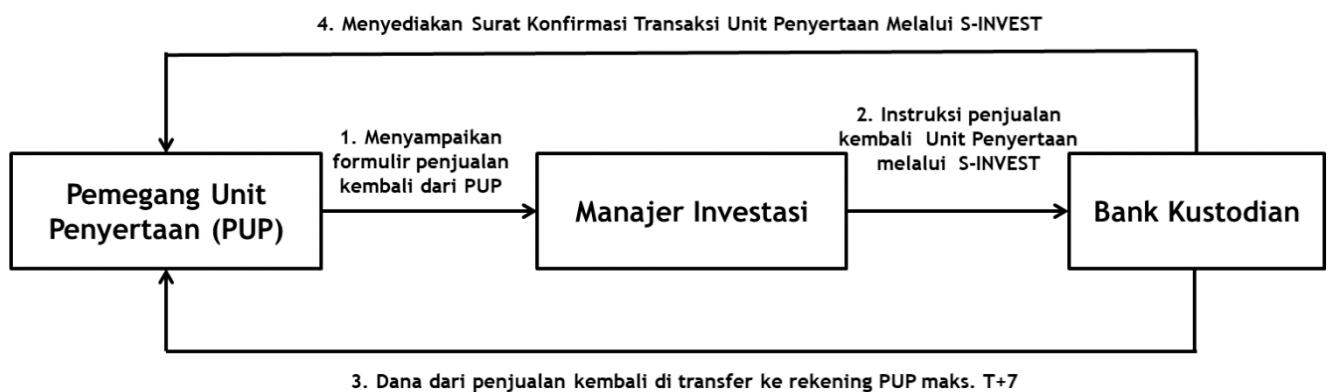 4. Menyediakan Surat Konfirmasi Transaksi Unit Penyertaan Melalui S-INVEST
1. Menyampaikan
formulir penjualan
kembali dari PUP
2. Instruksi penjualan
kembali Unit Penyertaan
melalui S-INVEST
Pemegang Unit
Penyertaan (PUP)
Manajer Investasi
Bank Kustodian
3. Dana dari penjualan kembali di transfer ke rekening PUP maks. T+7